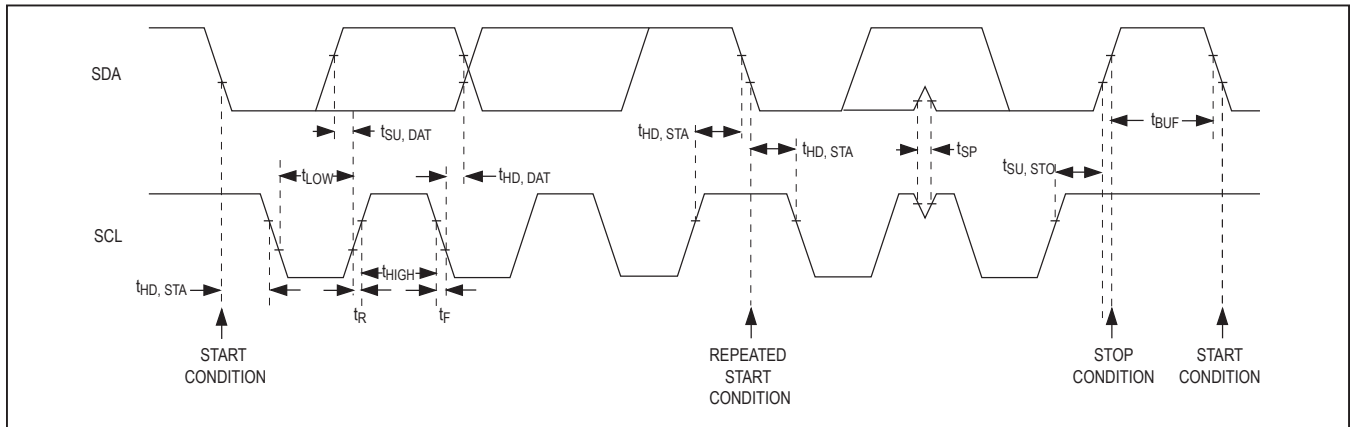 SDA
tSU, DAT
tHD, STA
tBUF
tHD, STA
tSP
tLOW
tHD, DAT
tSU, STO
SCL
tHIGH
tHD, STA
tR
tF
START
CONDITION
REPEATED
START
CONDITION
STOP
CONDITION
START
CONDITION